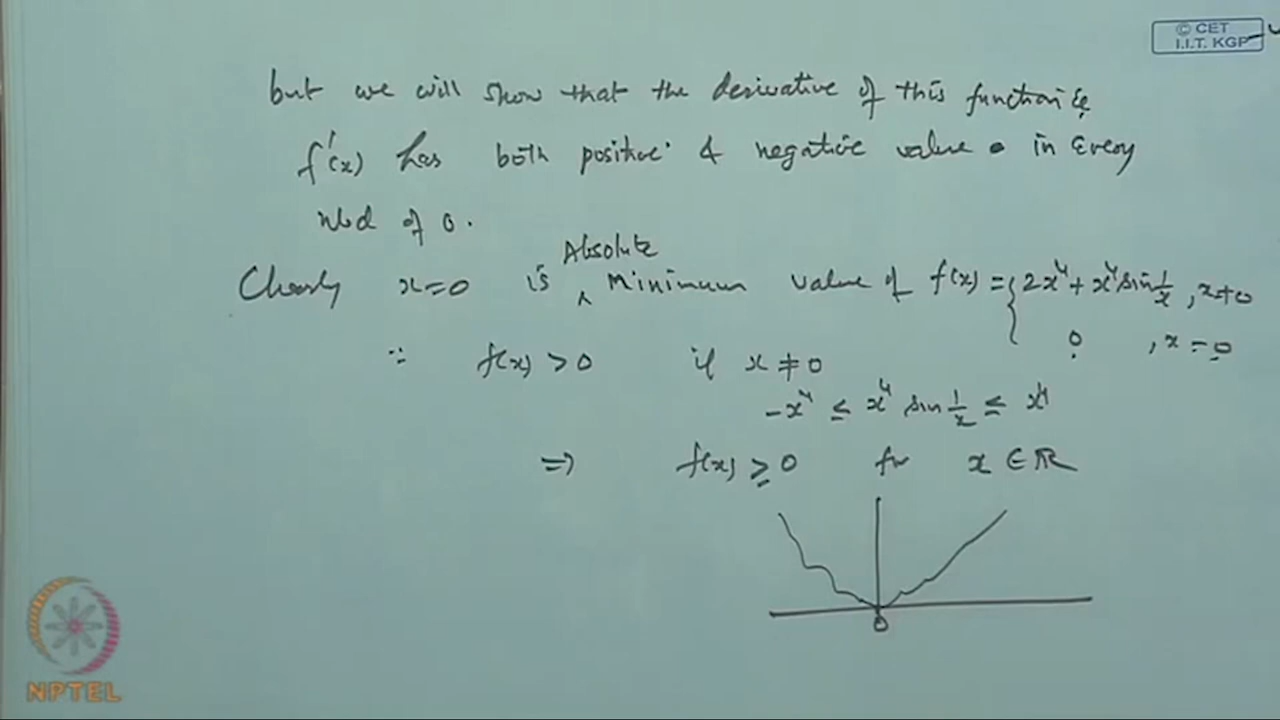 © CET
I.I.T. KGP
but we will show that the derivative of this function ie
f'(x) has both positive & negative value in Every
nbd of 0.
Clearly x=0 is Absolute Minimum value of f(x) = { 2x⁴ + x⁴ sin 1/x , x≠0
0 , x = 0
∵ f(x) > 0 if x ≠ 0
-x⁴ ≤ x⁴ sin 1/x ≤ x⁴
⇒ f(x) ≥ 0 for x ∈ ℝ
0
NPTEL